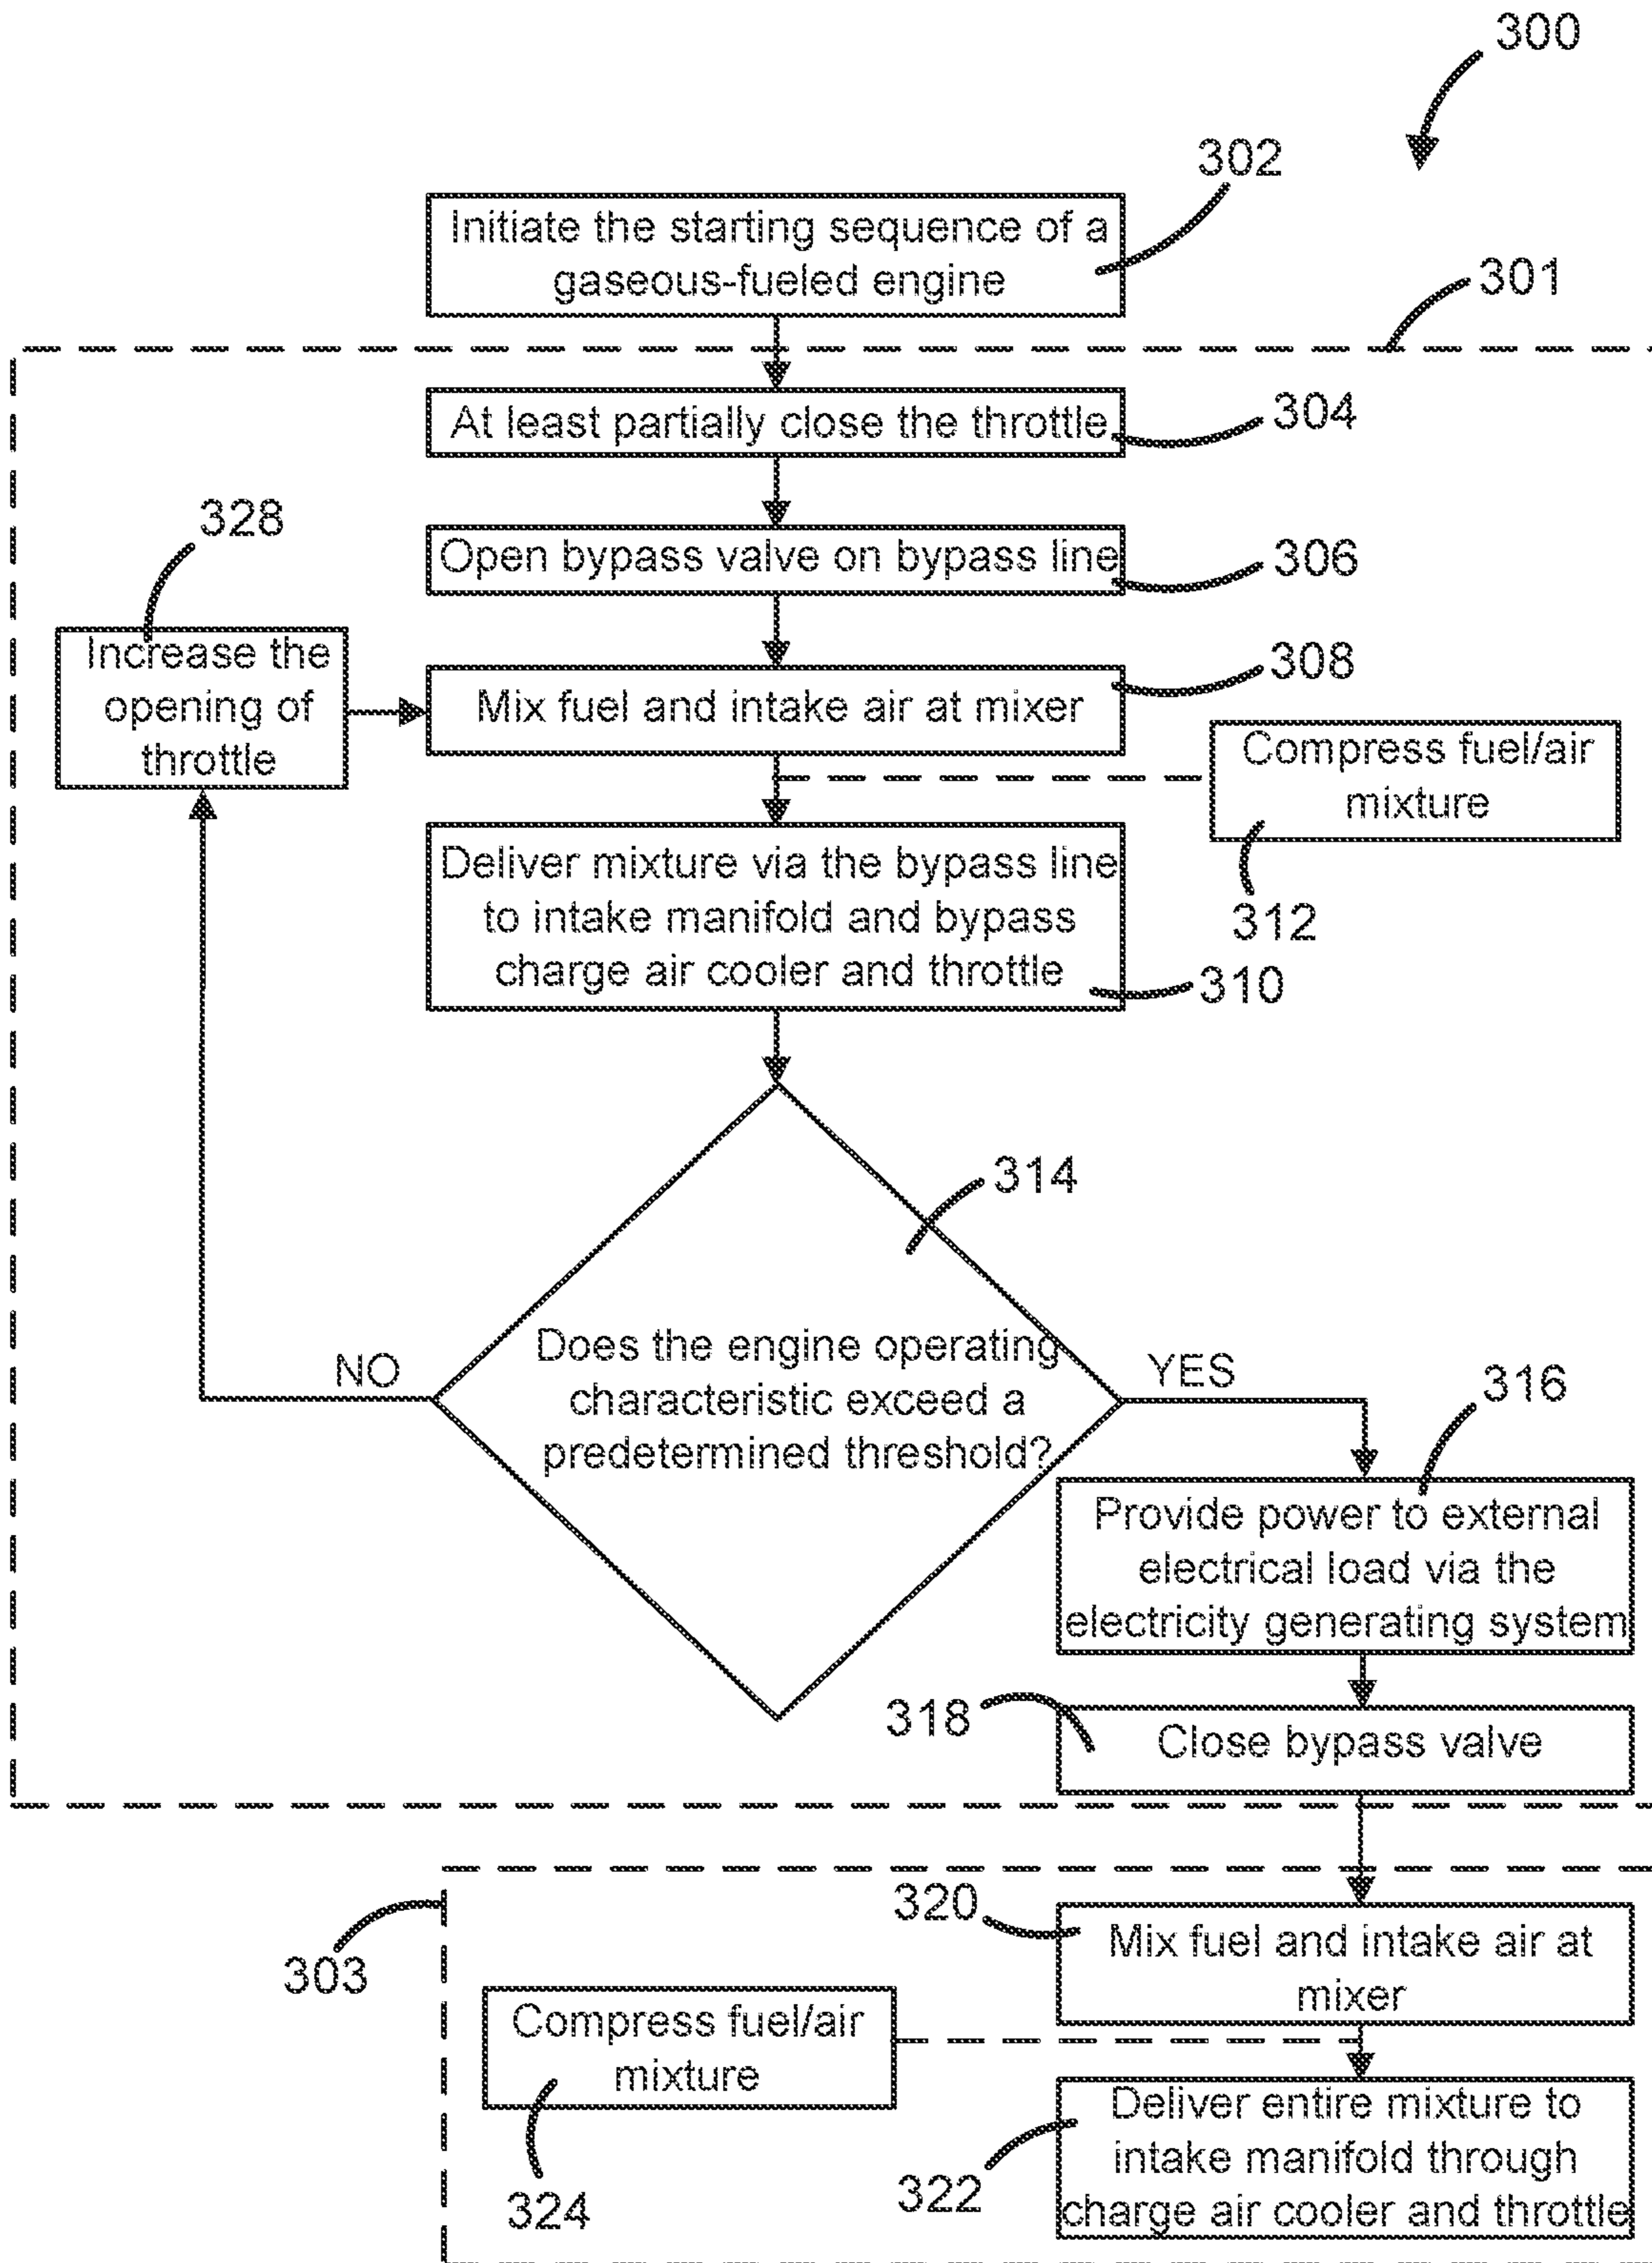 300
302
Initiate the starting sequence of a
gaseous-fueled engine
301
At least partially close the throttle
304
328
Open bypass valve on bypass line
306
Increase the
opening of
throttle
Mix fuel and intake air at mixer
308
Compress fuel/air
mixture
312
Deliver mixture via the bypass line
to intake manifold and bypass
charge air cooler and throttle
310
314
Does the engine operating
characteristic exceed a
predetermined threshold?
NO
YES
316
Provide power to external
electrical load via the
electricity generating system
318
Close bypass valve
303
320
Mix fuel and intake air at
mixer
Compress fuel/air
mixture
324
322
Deliver entire mixture to
intake manifold through
charge air cooler and throttle